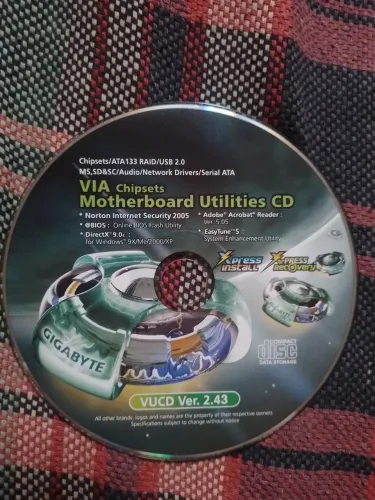 Chipsets/ATA133 RAID/USB 2.0
MS,SD&SC/Audio/Network Drivers/Serial ATA
VIA Chipsets
Motherboard Utilities CD
* Norton Internet Security 2005
* @BIOS : Online BIOS Flash Utility
* DirectX® 9.0c :
for Windows® 9X/Me/2000/XP
* Adobe® Acrobat® Reader :
Ver. 5.05
* EasyTune™5 :
System Enhancement Utility
X-press
install
X-PRESS
Recovery
GIGABYTE
COMPACT
disc
DATA STORAGE
VUCD Ver. 2.43
All other brands, logos and names are the property of their respective owners.
Specifications subject to change without notice